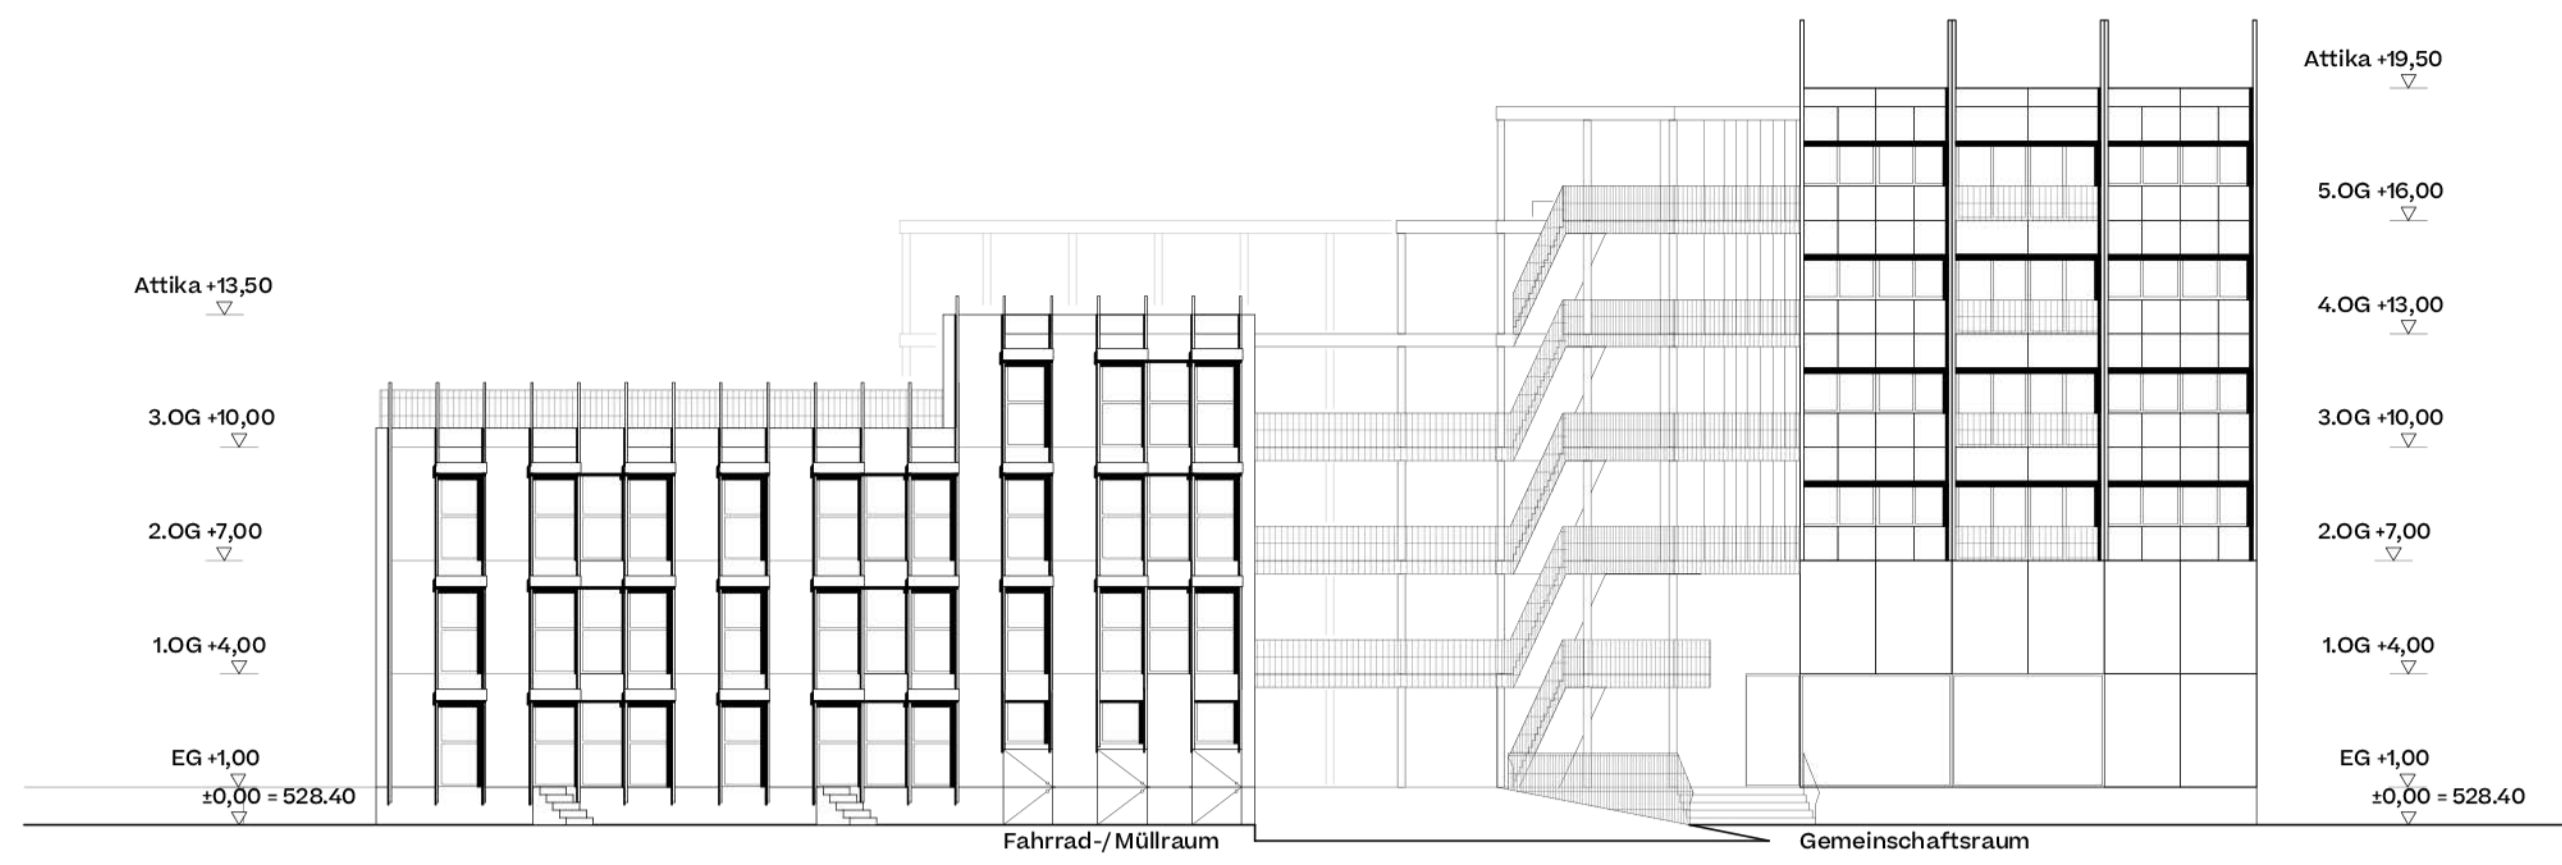 Attika +13,50
3.OG +10,00
2.OG +7,00
1.OG +4,00
EG +1,00
±0,00 = 528.40
Fahrrad-/ Müllraum
Gemeinschaftsraum
Attika +19,50
5.OG +16,00
4.OG +13,00
3.OG +10,00
2.OG +7,00
1.OG +4,00
EG +1,00
±0,00 = 528.40